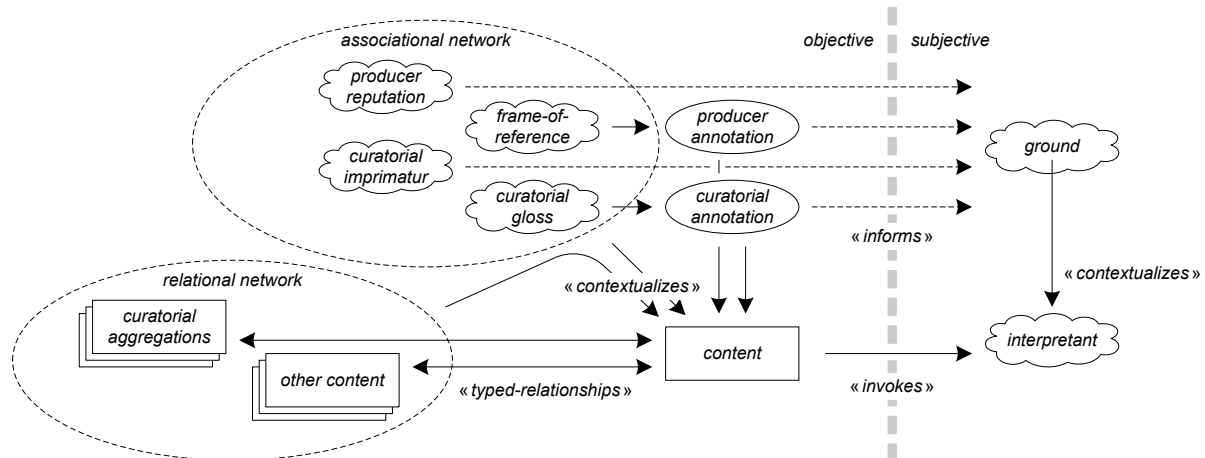 associational network
objective
subjective
producer
reputation
frame-of-
reference
producer
annotation
curatorial
imprimatur
ground
curatorial
gloss
curatorial
annotation
« informs »
relational network
« contextualizes »
« contextualizes »
curatorial
aggregations
content
interpretant
other content
« typed-relationships »
« invokes »